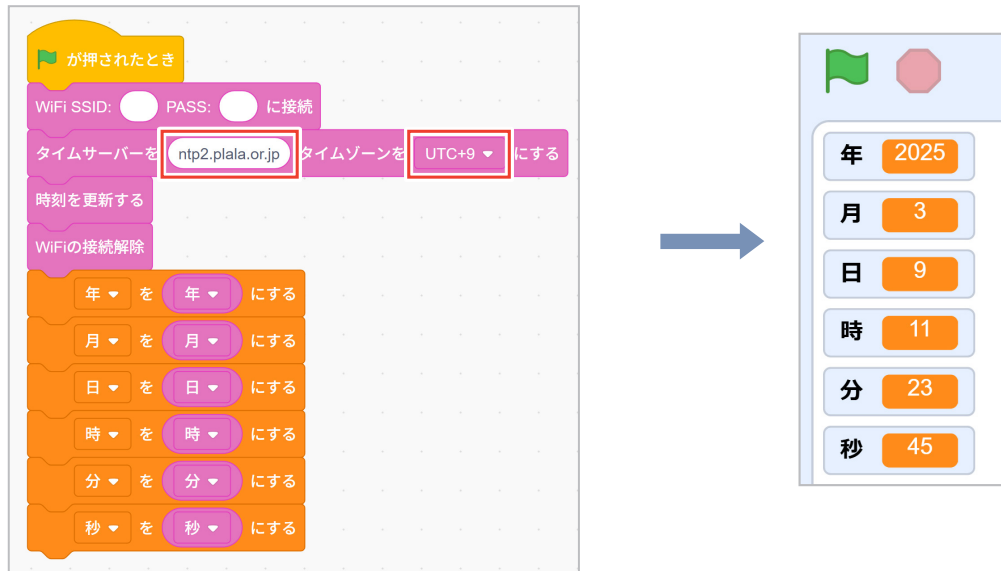 が押されたとき
WiFi SSID: PASS: に接続
タイムサーバーを ntp2.plala.or.jp タイムゾーンを UTC+9 にする
時刻を更新する
WiFiの接続解除
年 を 年 にする
月 を 月 にする
日 を 日 にする
時 を 時 にする
分 を 分 にする
秒 を 秒 にする
年 2025
月 3
日 9
時 11
分 23
秒 45